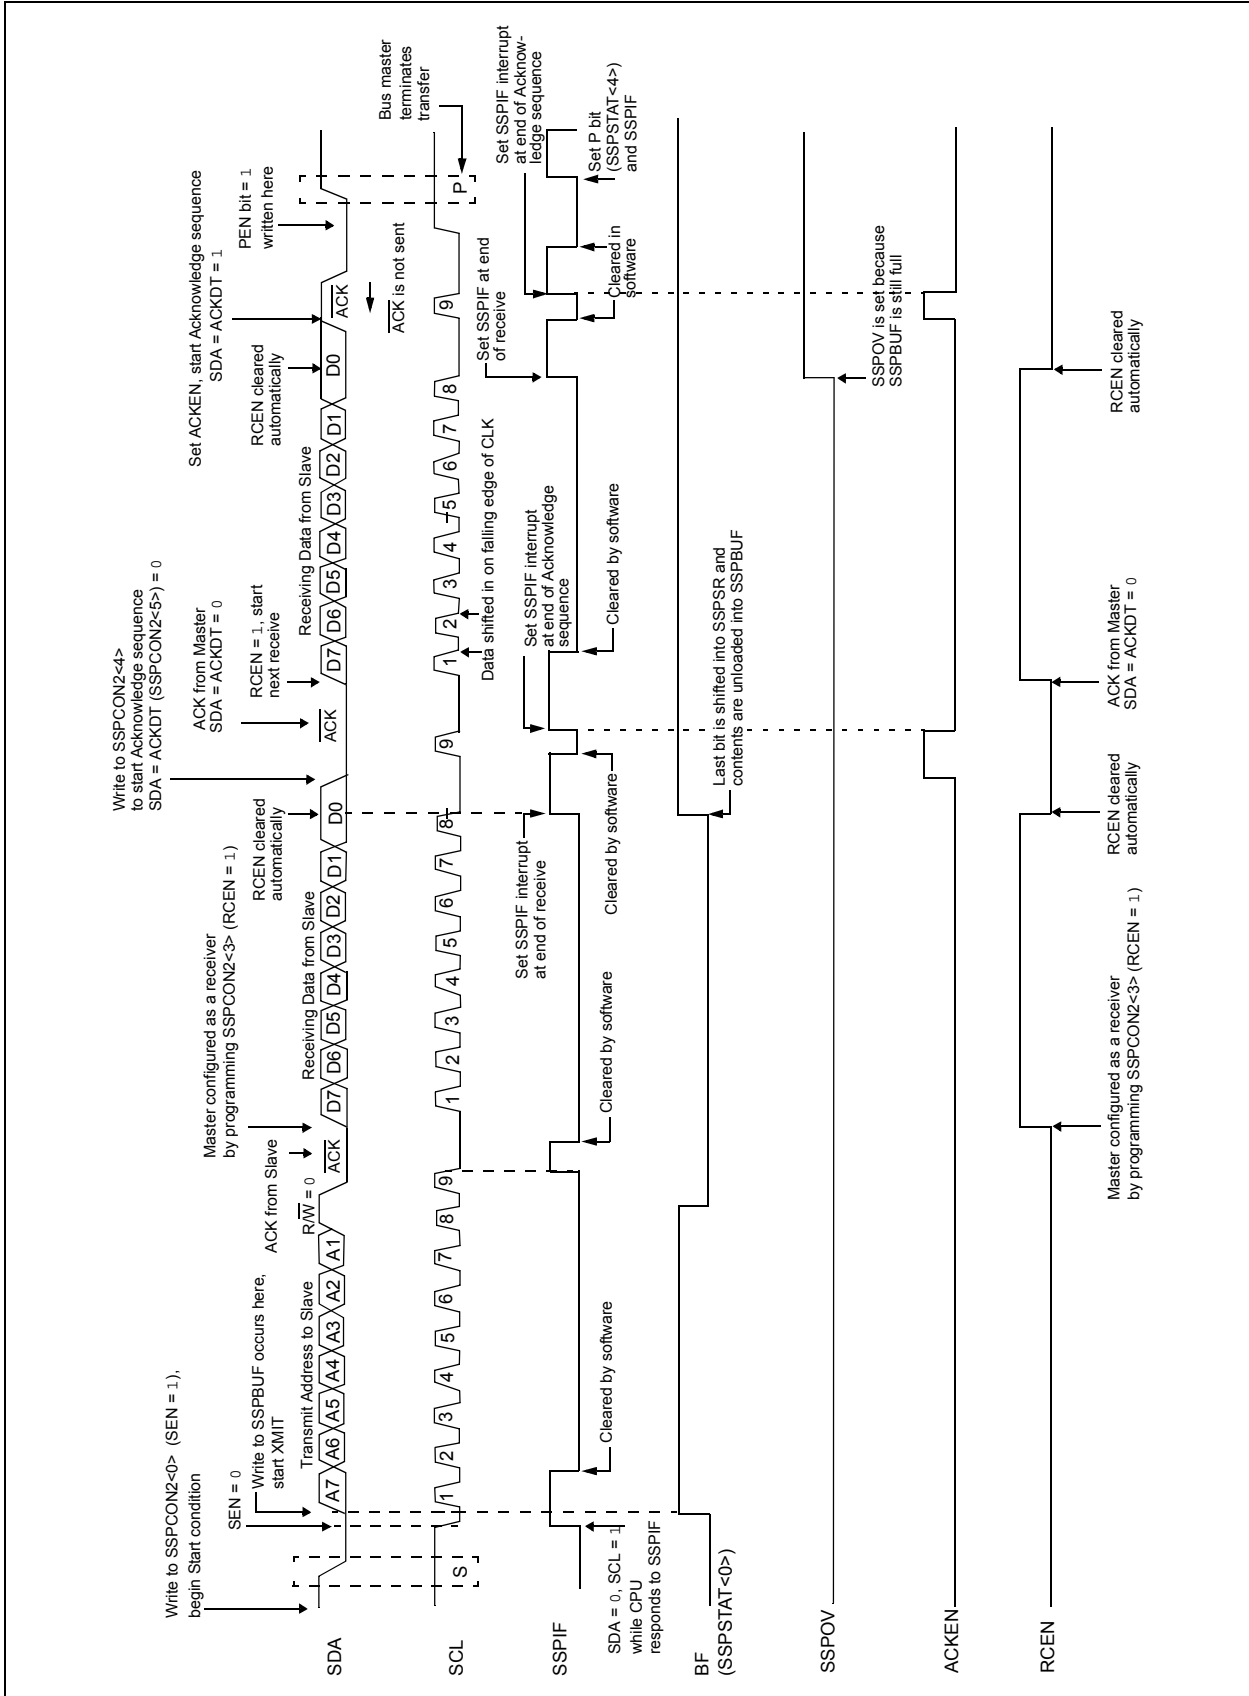 Write to SSPCON2<0> (SEN = 1),
begin Start condition
SEN = 0
Write to SSPBUF occurs here,
start XMIT
Transmit Address to Slave
ACK from Slave
R/W = 0
Master configured as a receiver
by programming SSPCON2<3> (RCEN = 1)
Receiving Data from Slave
RCEN cleared
automatically
Write to SSPCON2<4>
to start Acknowledge sequence
SDA = ACKDT (SSPCON2<5>) = 0
ACK from Master
SDA = ACKDT = 0
RCEN = 1, start
next receive
Receiving Data from Slave
RCEN cleared
automatically
Set ACKEN, start Acknowledge sequence
SDA = ACKDT = 1
PEN bit = 1
written here
Bus master
terminates
transfer
SDA
A7 A6 A5 A4 A3 A2 A1 ACK D7 D6 D5 D4 D3 D2 D1 D0 ACK D7 D6 D5 D4 D3 D2 D1 D0 ACK
ACK is not sent
SCL
S 1 2 3 4 5 6 7 8 9 1 2 3 4 5 6 7 8 9 1 2 3 4 5 6 7 8 9 P
Data shifted in on falling edge of CLK
Set SSPIF interrupt
at end of receive
Set SSPIF interrupt
at end of Acknowledge
sequence
Set SSPIF at end
of receive
Set SSPIF interrupt
at end of Acknow-
ledge sequence
SSPIF
SDA = 0, SCL = 1
while CPU
responds to SSPIF
Cleared by software
Cleared by software
Cleared by software
Cleared by software
Cleared in
software
Set P bit
(SSPSTAT<4>)
and SSPIF
BF
(SSPSTAT<0>)
Last bit is shifted into SSPSR and
contents are unloaded into SSPBUF
SSPOV
SSPOV is set because
SSPBUF is still full
ACKEN
RCEN
Master configured as a receiver
by programming SSPCON2<3> (RCEN = 1)
RCEN cleared
automatically
ACK from Master
SDA = ACKDT = 0
RCEN cleared
automatically